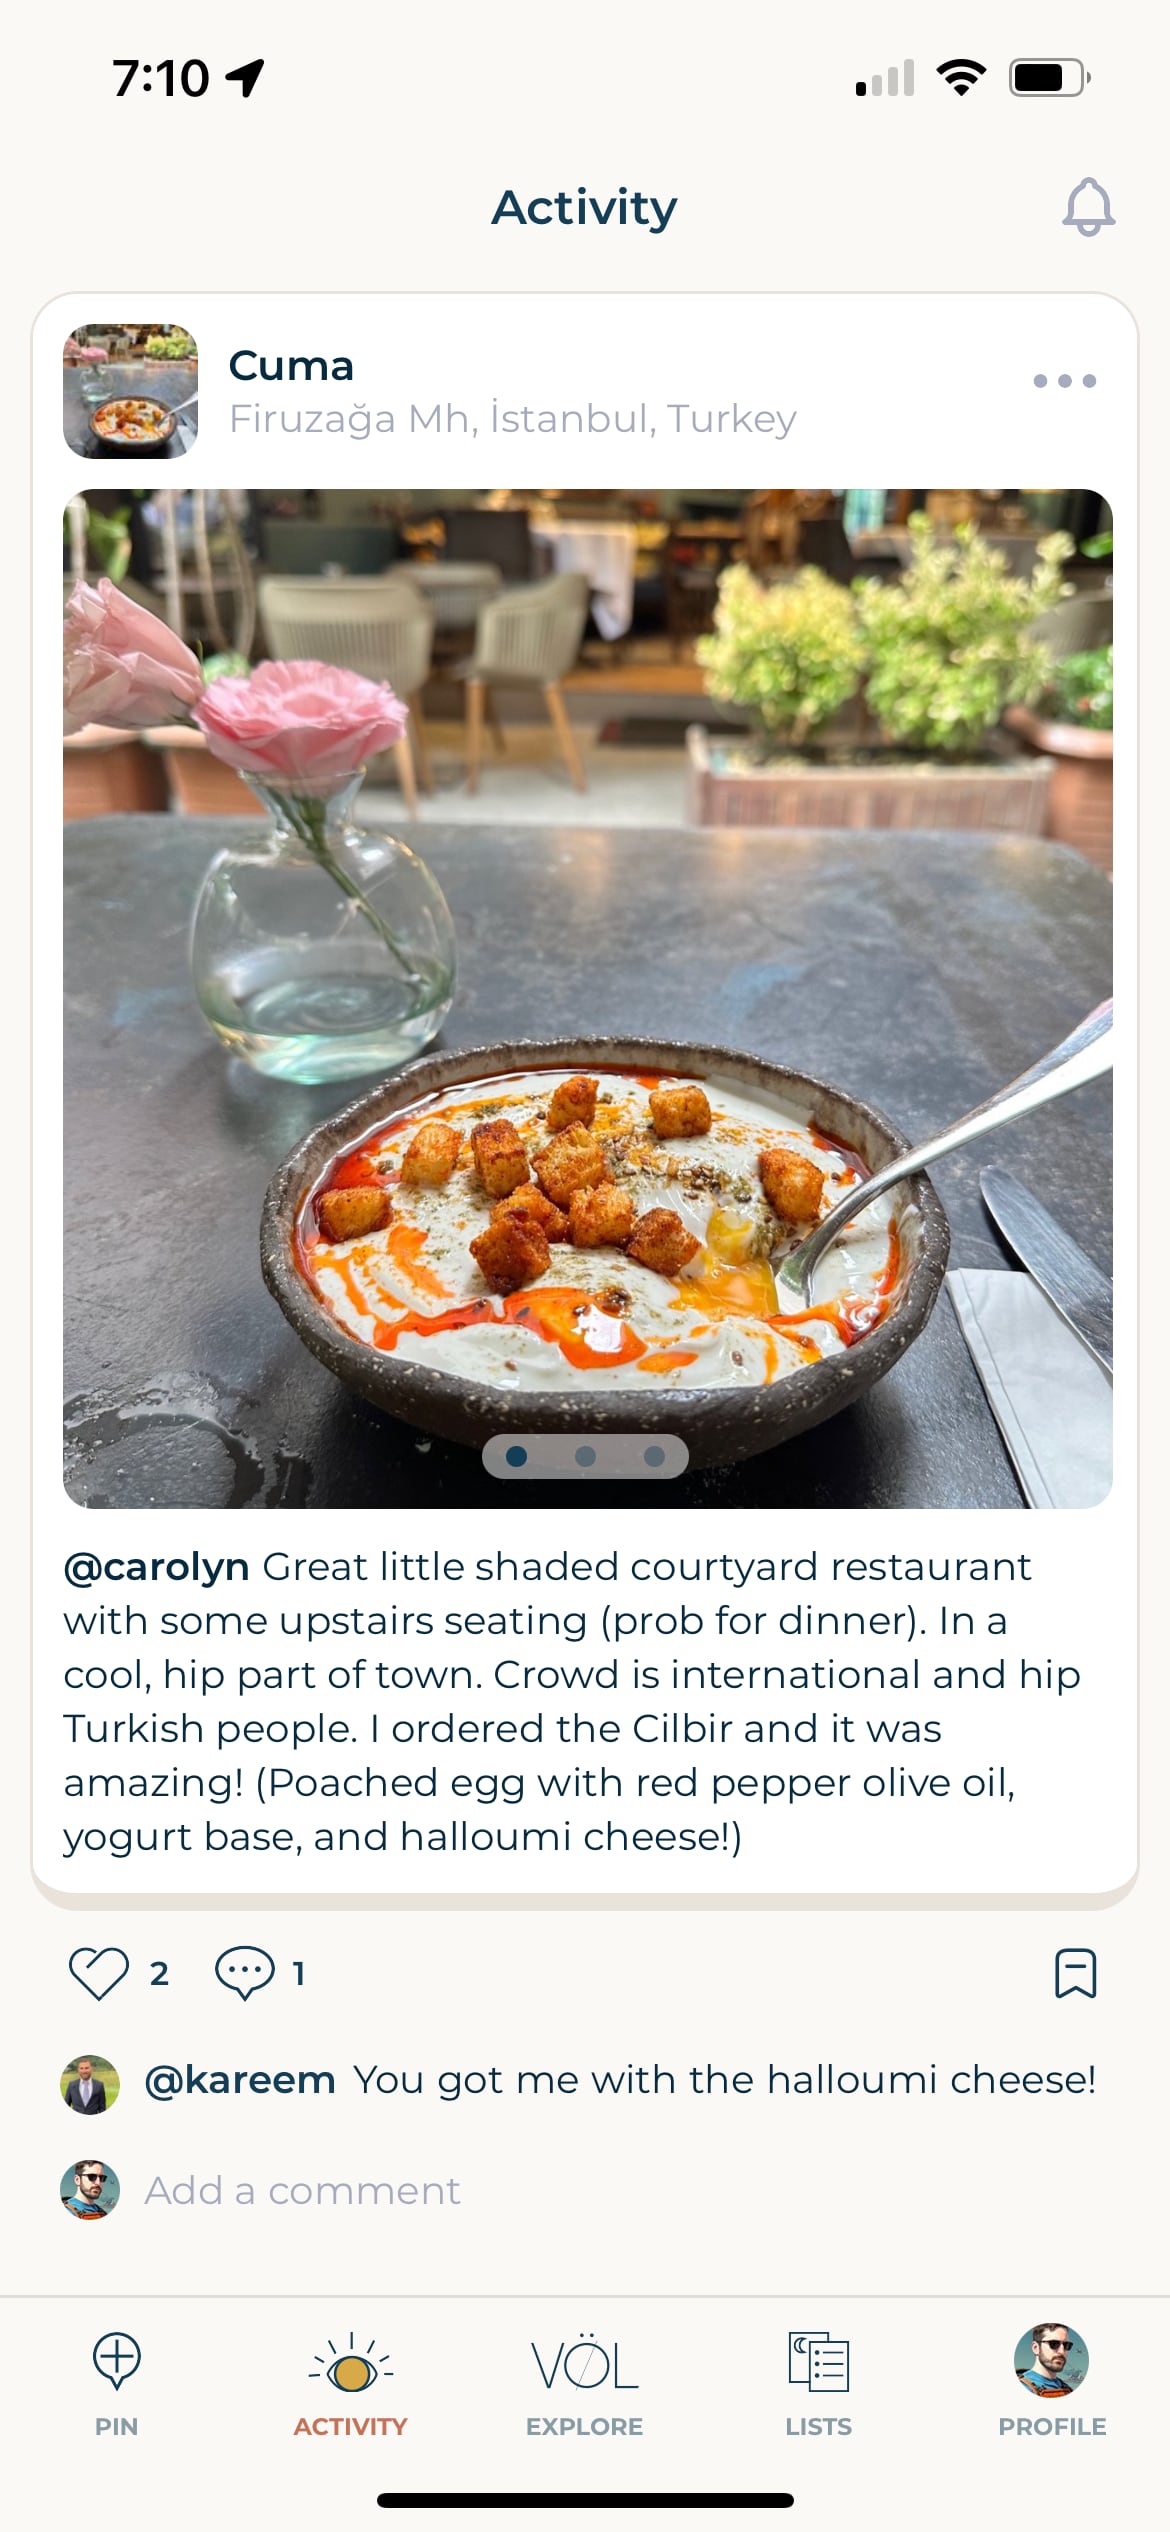 7:10
Activity
Cuma
Firuzağa Mh, İstanbul, Turkey
@carolyn Great little shaded courtyard restaurant
with some upstairs seating (prob for dinner). In a
cool, hip part of town. Crowd is international and hip
Turkish people. I ordered the Cilbir and it was
amazing! (Poached egg with red pepper olive oil,
yogurt base, and halloumi cheese!)
2 1
@kareem You got me with the halloumi cheese!
Add a comment
VÖL
PIN ACTIVITY EXPLORE LISTS PROFILE